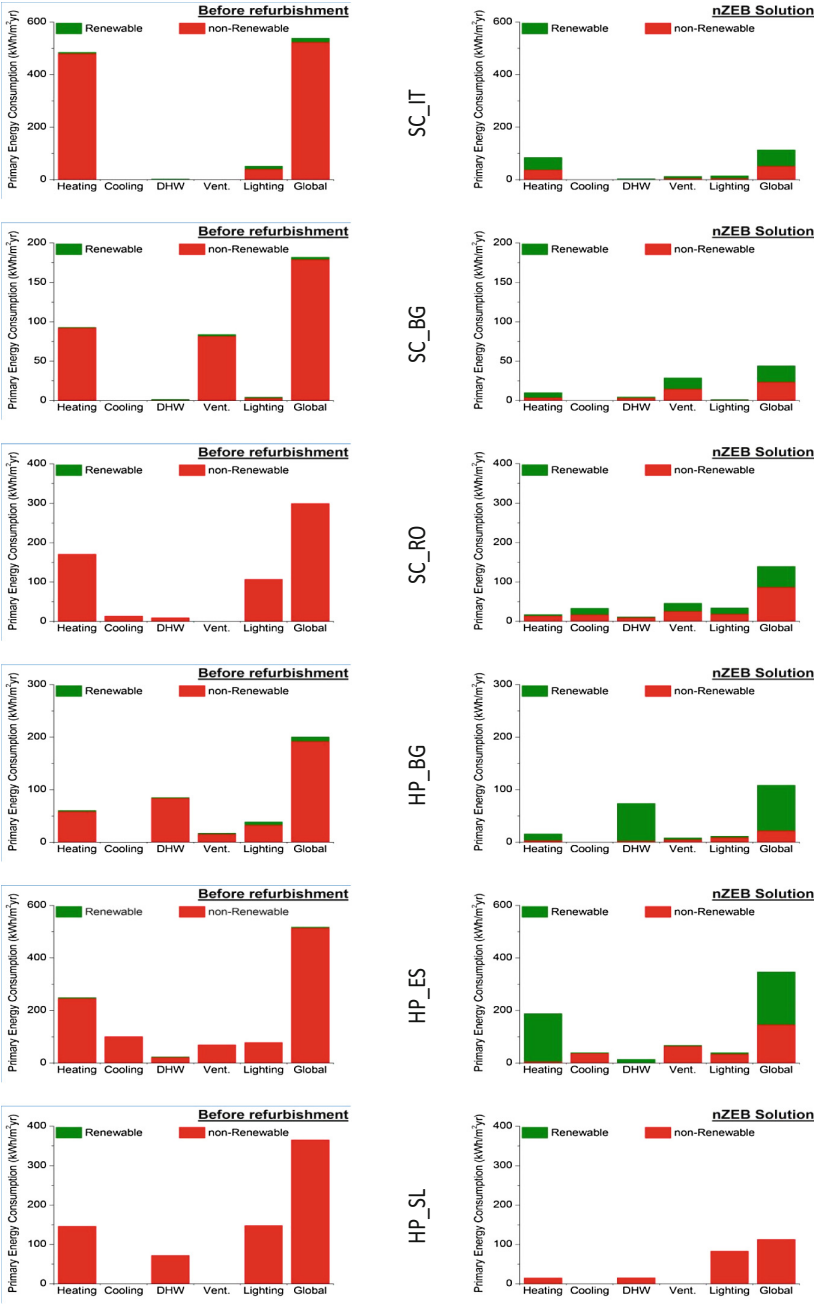 Before refurbishment
Renewable non-Renewable
Primary Energy Consumption (kWh/m²yr)
600
400
200
0
Heating Cooling DHW Vent. Lighting Global
SC_IT
nZEB Solution
Renewable non-Renewable
Primary Energy Consumption (kWh/m²yr)
600
400
200
0
Heating Cooling DHW Vent. Lighting Global
Before refurbishment
Renewable non-Renewable
Primary Energy Consumption (kWh/m²yr)
200
150
100
50
0
Heating Cooling DHW Vent. Lighting Global
SC_BG
nZEB Solution
Renewable non-Renewable
Primary Energy Consumption (kWh/m²yr)
200
150
100
50
0
Heating Cooling DHW Vent. Lighting Global
Before refurbishment
Renewable non-Renewable
Primary Energy Consumption (kWh/m²yr)
400
300
200
100
0
Heating Cooling DHW Vent. Lighting Global
SC_RO
nZEB Solution
Renewable non-Renewable
Primary Energy Consumption (kWh/m²yr)
400
300
200
100
0
Heating Cooling DHW Vent. Lighting Global
Before refurbishment
Renewable non-Renewable
Primary Energy Consumption (kWh/m²yr)
300
200
100
0
Heating Cooling DHW Vent. Lighting Global
HP_BG
nZEB Solution
Renewable non-Renewable
Primary Energy Consumption (kWh/m²yr)
300
200
100
0
Heating Cooling DHW Vent. Lighting Global
Before refurbishment
Renewable non-Renewable
Primary Energy Consumption (kWh/m²yr)
600
400
200
0
Heating Cooling DHW Vent. Lighting Global
HP_ES
nZEB Solution
Renewable non-Renewable
Primary Energy Consumption (kWh/m²yr)
600
400
200
0
Heating Cooling DHW Vent. Lighting Global
Before refurbishment
Renewable non-Renewable
Primary Energy Consumption (kWh/m²yr)
400
300
200
100
0
Heating Cooling DHW Vent. Lighting Global
HP_SL
nZEB Solution
Renewable non-Renewable
Primary Energy Consumption (kWh/m²yr)
400
300
200
100
0
Heating Cooling DHW Vent. Lighting Global